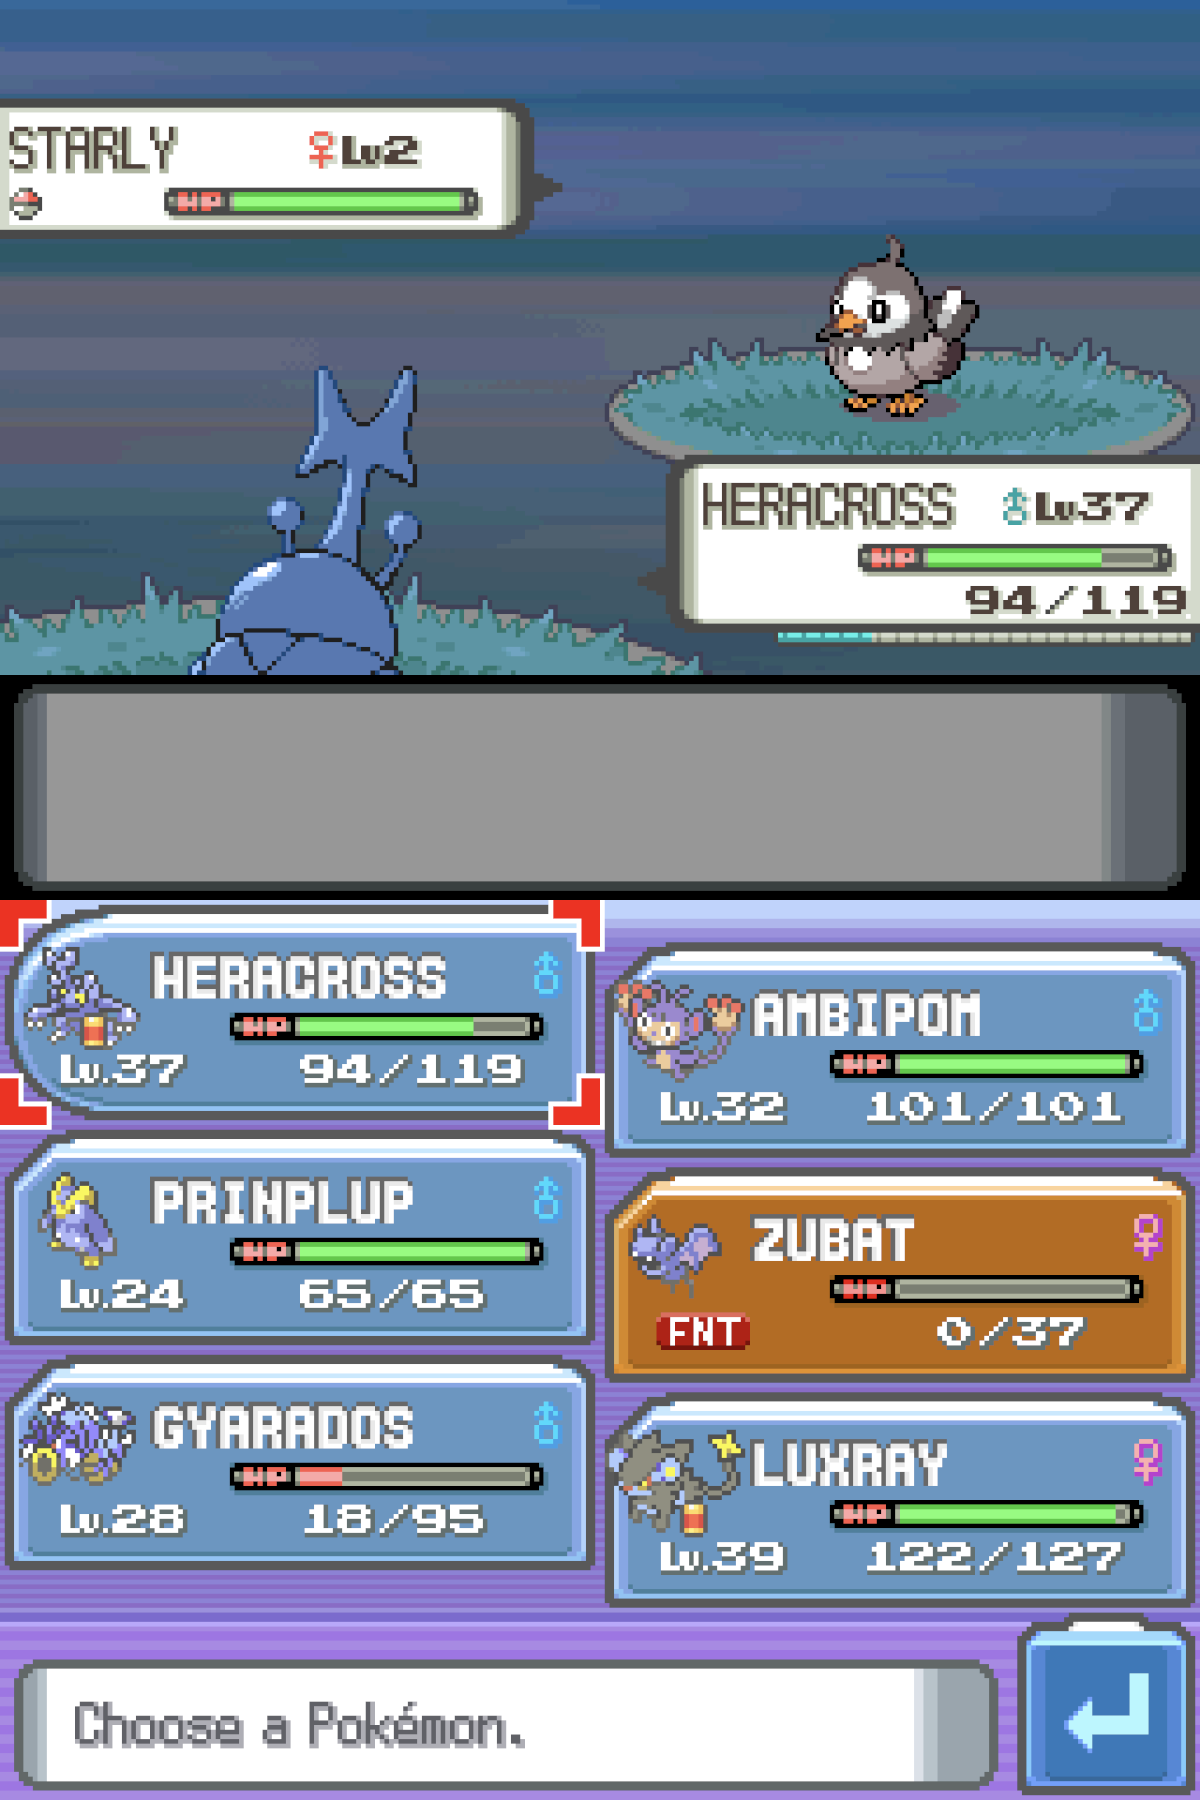 STARLY ♀Lv2
HP
HERACROSS ♂Lv37
HP
94/119
HERACROSS ♂
HP
Lv.37 94/119
AMBIPOM ♂
HP
Lv.32 101/101
PRINPLUP ♂
HP
Lv.24 65/65
ZUBAT ♀
HP
FNT 0/37
GYARADOS ♂
HP
Lv.28 18/95
LUXRAY ♀
HP
Lv.39 122/127
Choose a Pokémon.